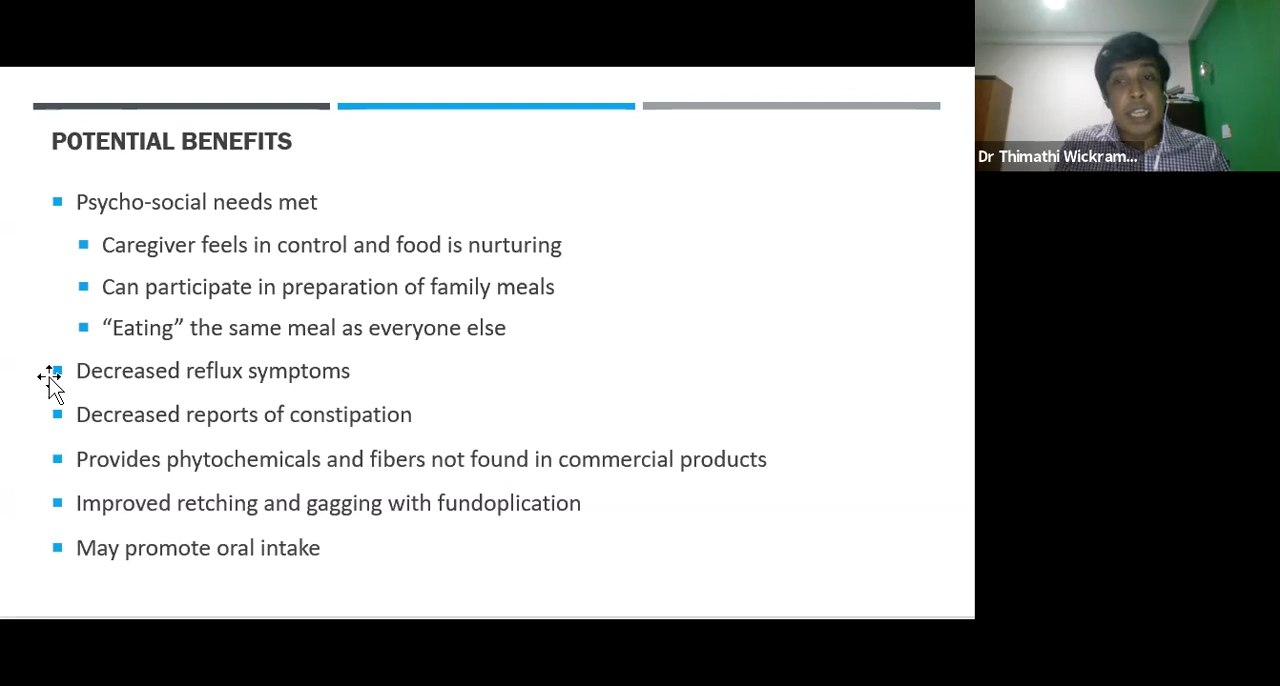 POTENTIAL BENEFITS
Psycho-social needs met
Caregiver feels in control and food is nurturing
Can participate in preparation of family meals
“Eating” the same meal as everyone else
Decreased reflux symptoms
Decreased reports of constipation
Provides phytochemicals and fibers not found in commercial products
Improved retching and gagging with fundoplication
May promote oral intake
Dr Thimathi Wickram...